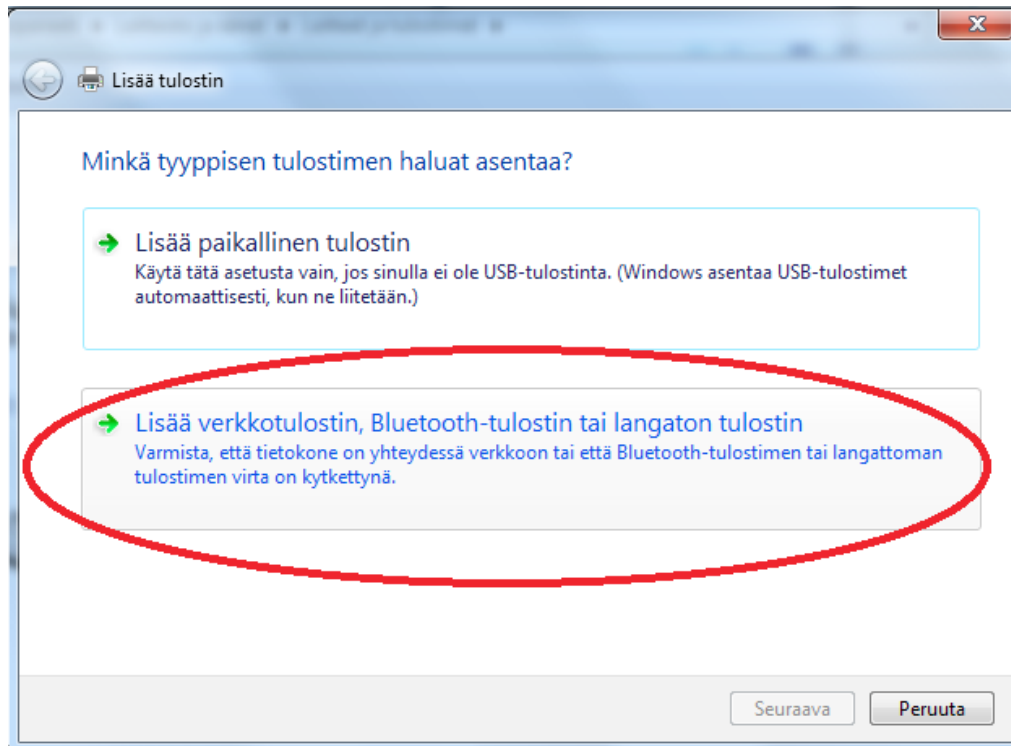 Lisää tulostin
Minkä tyyppisen tulostimen haluat asentaa?
Lisää paikallinen tulostin
Käytä tätä asetusta vain, jos sinulla ei ole USB-tulostinta. (Windows asentaa USB-tulostimet
automaattisesti, kun ne liitetään.)
Lisää verkkotulostin, Bluetooth-tulostin tai langaton tulostin
Varmista, että tietokone on yhteydessä verkkoon tai että Bluetooth-tulostimen tai langattoman
tulostimen virta on kytkettynä.
Seuraava
Peruuta